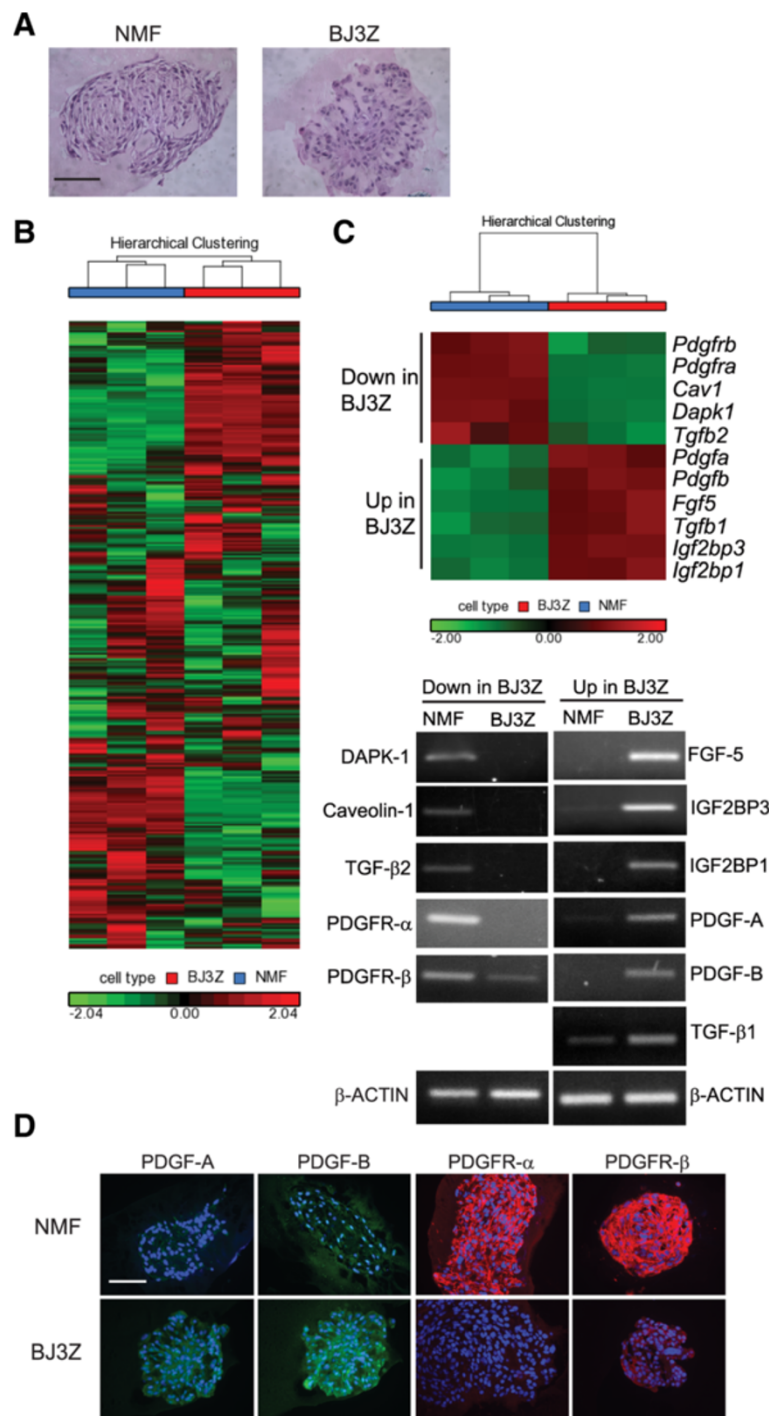 A
NMF
BJ3Z
B
Hierarchical Clustering
cell type BJ3Z NMF
-2.04 0.00 2.04
C
Hierarchical Clustering
Down in
BJ3Z
Up in
BJ3Z
Pdgfrb
Pdgfra
Cav1
Dapk1
Tgfb2
Pdgfa
Pdgfb
Fgf5
Tgfb1
Igf2bp3
Igf2bp1
cell type BJ3Z NMF
-2.00 0.00 2.00
Down in BJ3Z Up in BJ3Z
NMF BJ3Z NMF BJ3Z
DAPK-1 FGF-5
Caveolin-1 IGF2BP3
TGF-β2 IGF2BP1
PDGFR-α PDGF-A
PDGFR-β PDGF-B
TGF-β1
β-ACTIN β-ACTIN
D
PDGF-A PDGF-B PDGFR-α PDGFR-β
NMF
BJ3Z